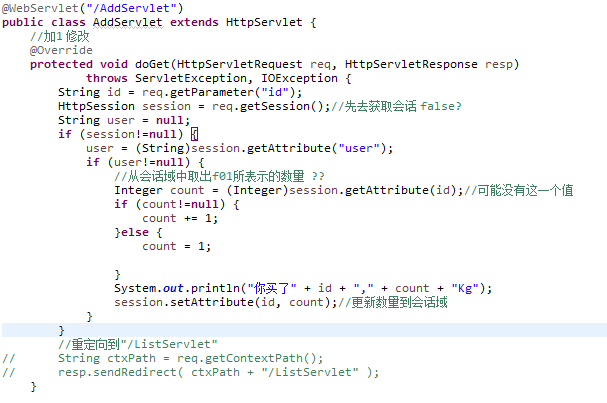 @WebServlet("/AddServlet")
public class AddServlet extends HttpServlet {
    //加1 修改
    @Override
    protected void doGet(HttpServletRequest req, HttpServletResponse resp)
            throws ServletException, IOException {
        String id = req.getParameter("id");
        HttpSession session = req.getSession();//先去获取会话 false?
        String user = null;
        if (session!=null) {
            user = (String)session.getAttribute("user");
            if (user!=null) {
                //从会话域中取出f01所表示的数量 ??
                Integer count = (Integer)session.getAttribute(id);//可能没有这一个值
                if (count!=null) {
                    count += 1;
                }else {
                    count = 1;
                }
                System.out.println("你买了" + id + "," + count + "Kg");
                session.setAttribute(id, count);//更新数量到会话域
            }
        }
        //重定向到"/ListServlet"
//      String ctxPath = req.getContextPath();
//      resp.sendRedirect( ctxPath + "/ListServlet" );
    }